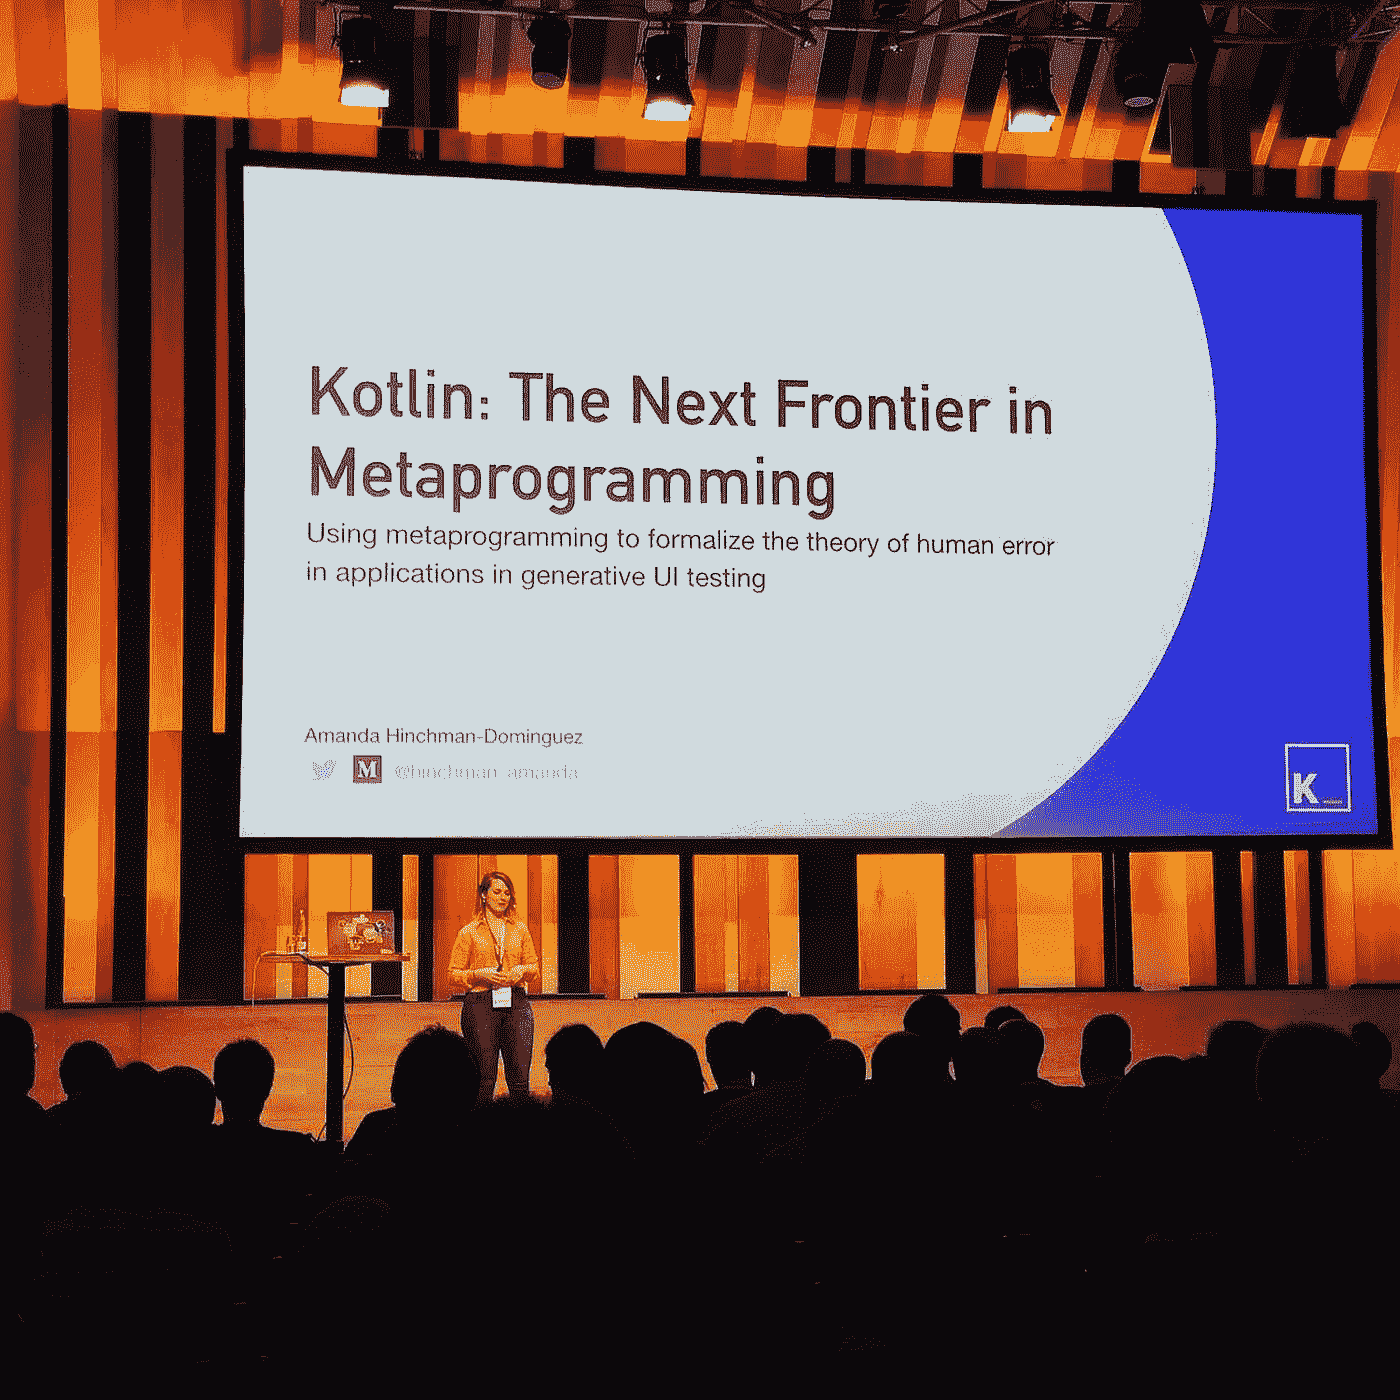 Kotlin: The Next Frontier in
Metaprogramming
Using metaprogramming to formalize the theory of human error
in applications in generative UI testing
Amanda Hinchman-Dominguez
M @hinchman_amanda
K_